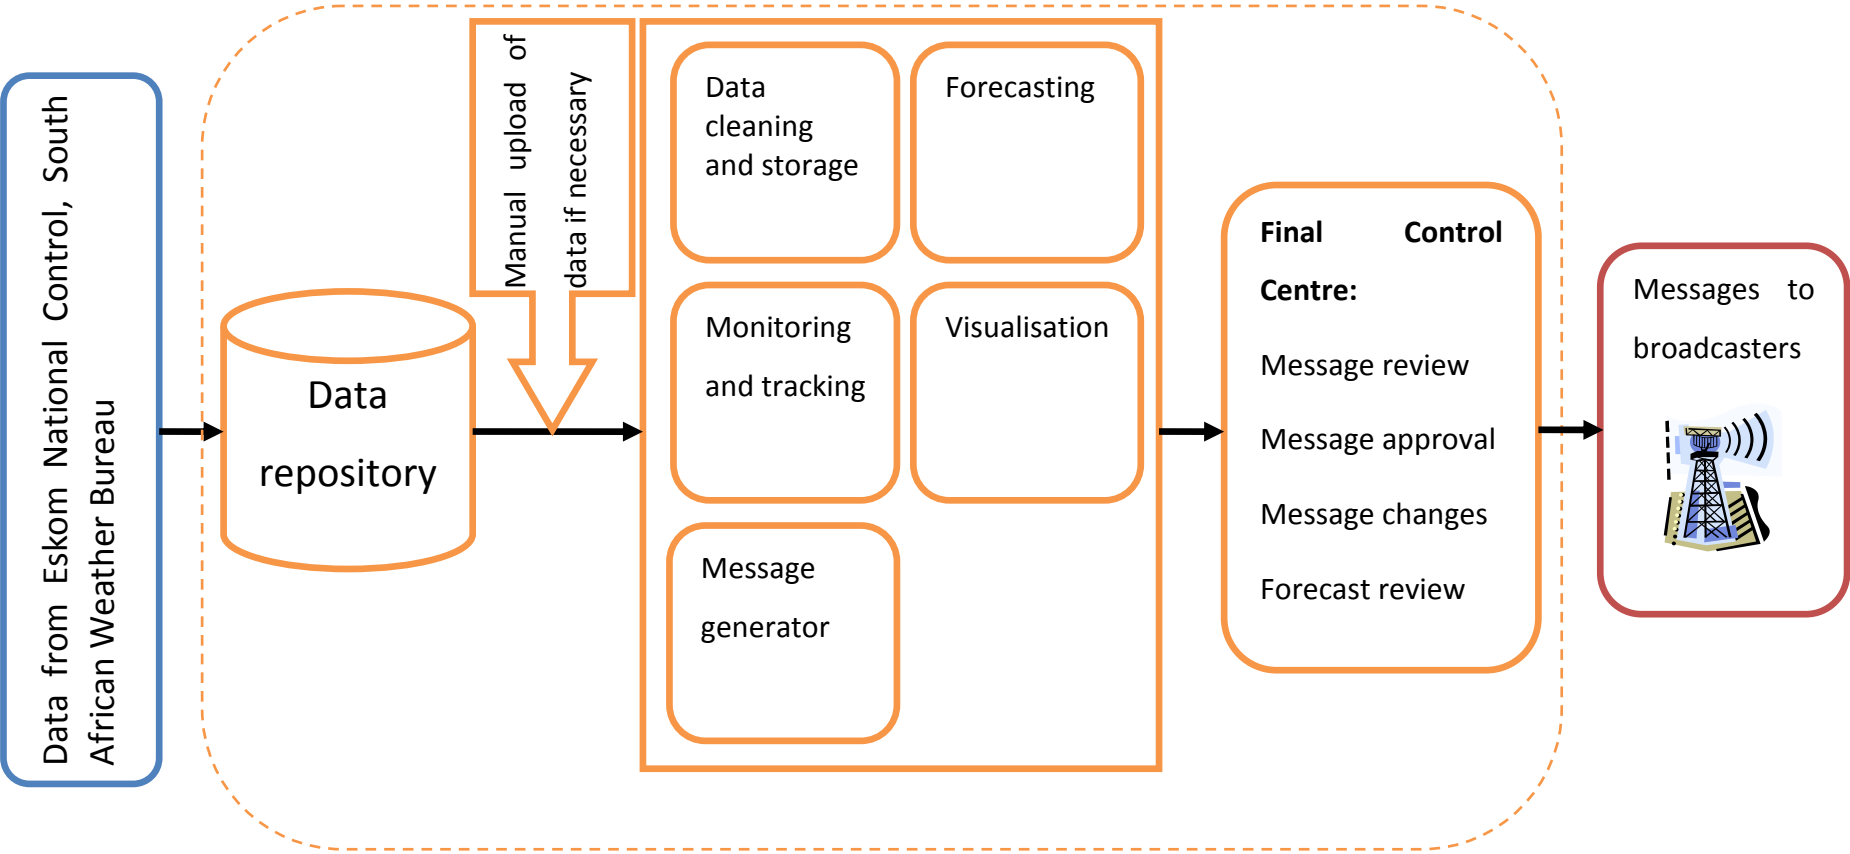 Data from Eskom National Control, South
African Weather Bureau
Data
repository
Manual upload of
data if necessary
Data
cleaning
and storage
Forecasting
Monitoring
and tracking
Visualisation
Message
generator
Final Control
Centre:
Message review
Message approval
Message changes
Forecast review
Messages to
broadcasters